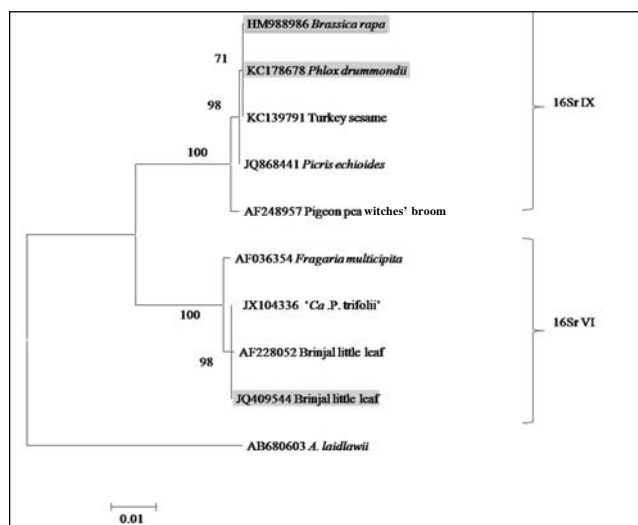 HM988986 Brassica rapa
71
KC178678 Phlox drummondii
98
KC139791 Turkey sesame
16Sr IX
100
JQ868441 Picris echioides
AF248957 Pigeon pea witches' broom
AF036354 Fragaria multicipita
JX104336 'Ca .P. trifolii'
100
16Sr VI
AF228052 Brinjal little leaf
98
JQ409544 Brinjal little leaf
AB680603 A. laidlawii
0.01